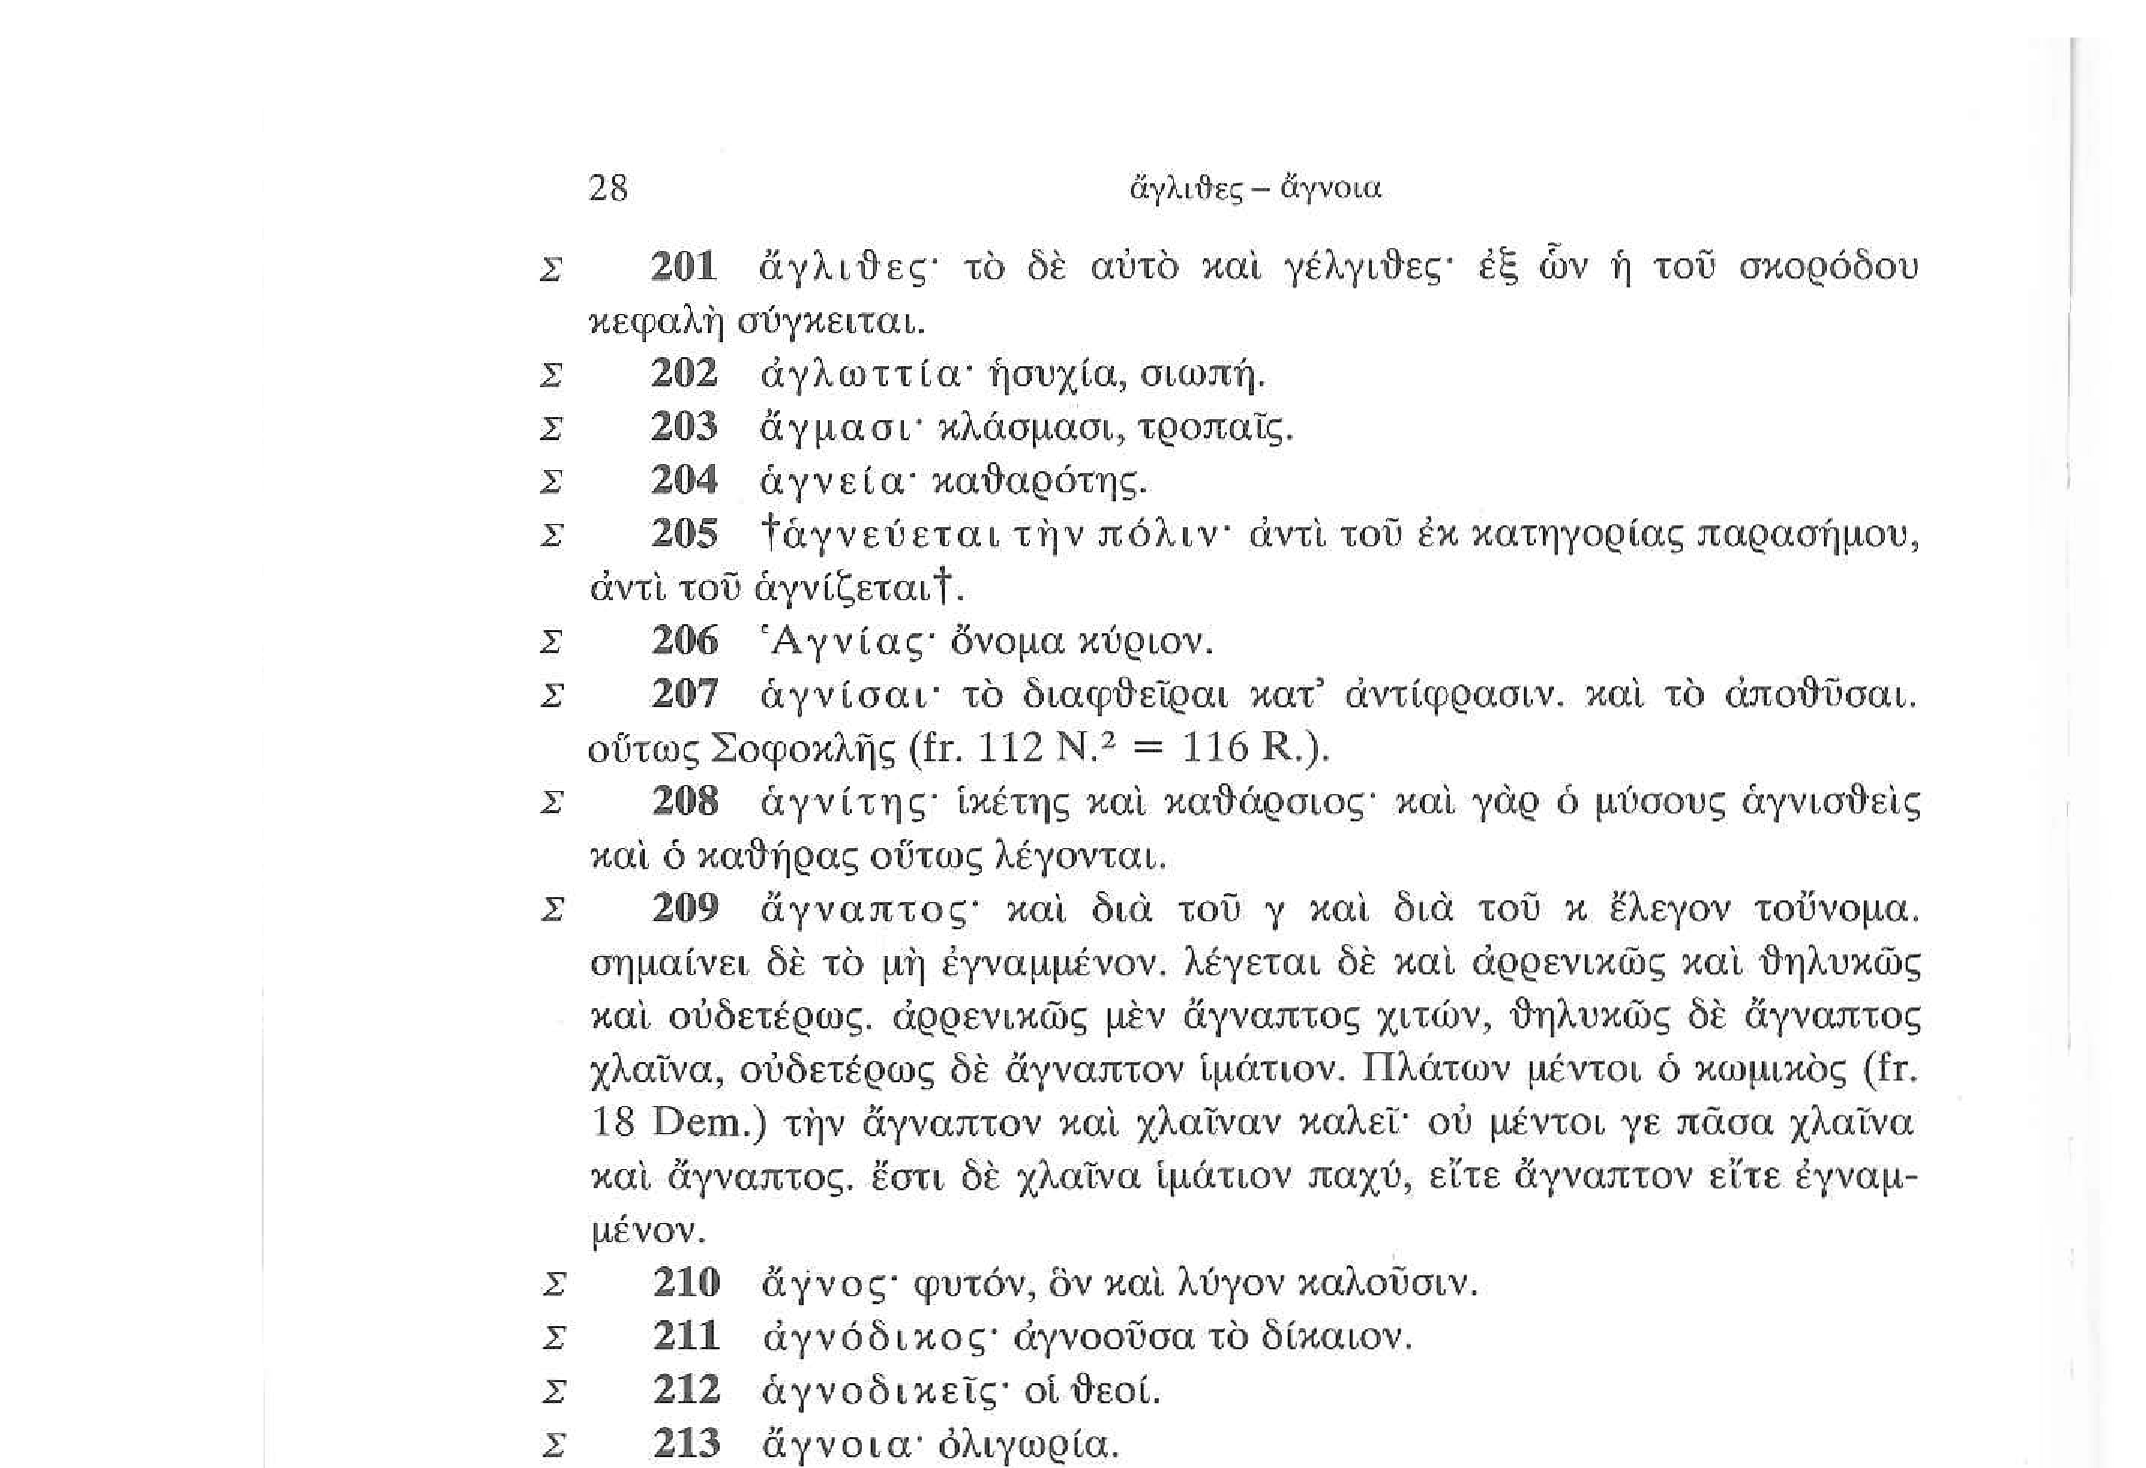 28 ἄγλιθες – ἄγνοια
Σ 201 ἄγλιθες· τὸ δὲ αὐτὸ καὶ γέλγιθες· ἐξ ὧν ἡ τοῦ σκορόδου
κεφαλὴ σύγκειται.
Σ 202 ἀγλωττία· ἡσυχία, σιωπή.
Σ 203 ἄγμασι· κλάσμασι, τροπαῖς.
Σ 204 ἁγνεία· καθαρότης.
Σ 205 †ἁγνεύεται τὴν πόλιν· ἀντὶ τοῦ ἐκ κατηγορίας παρασήμου,
ἀντὶ τοῦ ἁγνίζεται†.
Σ 206 Ἁγνίας· ὄνομα κύριον.
Σ 207 ἁγνίσαι· τὸ διαφθεῖραι κατ’ ἀντίφρασιν. καὶ τὸ ἀποθῦσαι.
οὕτως Σοφοκλῆς (fr. 112 N.² = 116 R.).
Σ 208 ἁγνίτης· ἱκέτης καὶ καθάρσιος· καὶ γὰρ ὁ μύσους ἁγνισθεὶς
καὶ ὁ καθήρας οὕτως λέγονται.
Σ 209 ἄγναπτος· καὶ διὰ τοῦ γ καὶ διὰ τοῦ κ ἔλεγον τοὔνομα.
σημαίνει δὲ τὸ μὴ ἐγναμμένον. λέγεται δὲ καὶ ἀρρενικῶς καὶ θηλυκῶς
καὶ οὐδετέρως. ἀρρενικῶς μὲν ἄγναπτος χιτών, θηλυκῶς δὲ ἄγναπτος
χλαῖνα, οὐδετέρως δὲ ἄγναπτον ἱμάτιον. Πλάτων μέντοι ὁ κωμικὸς (fr.
18 Dem.) τὴν ἄγναπτον καὶ χλαῖναν καλεῖ· οὐ μέντοι γε πᾶσα χλαῖνα
καὶ ἄγναπτος. ἔστι δὲ χλαῖνα ἱμάτιον παχύ, εἴτε ἄγναπτον εἴτε ἐγναμ-
μένον.
Σ 210 ἄγνος· φυτόν, ὃν καὶ λύγον καλοῦσιν.
Σ 211 ἀγνόδικος· ἀγνοοῦσα τὸ δίκαιον.
Σ 212 ἁγνοδικεῖς· οἱ θεοί.
Σ 213 ἄγνοια· ὀλιγωρία.